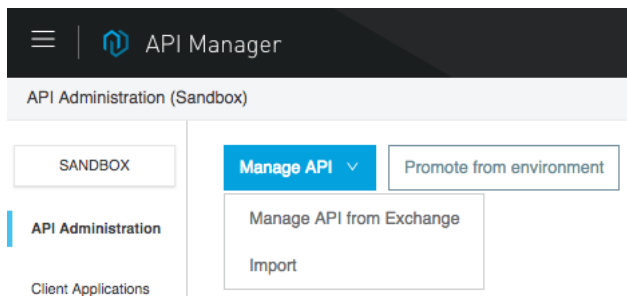 API Manager
API Administration (Sandbox)
SANDBOX
Manage API
Promote from environment
API Administration
Manage API from Exchange
Import
Client Applications